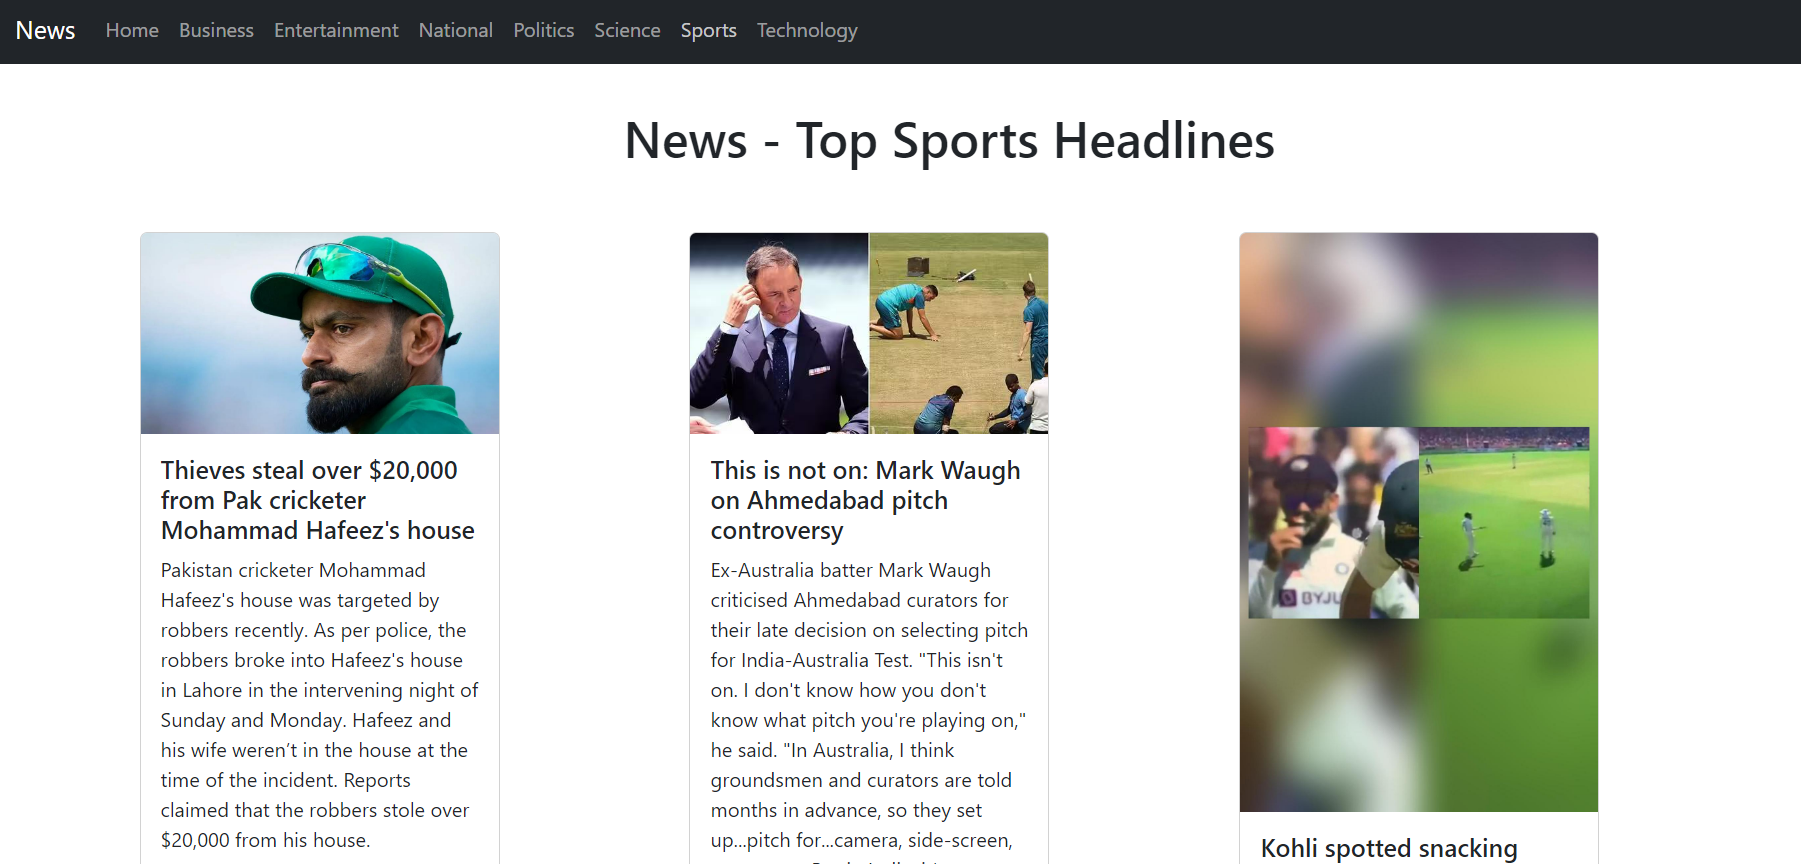 News Home Business Entertainment National Politics Science Sports Technology
News - Top Sports Headlines
Thieves steal over $20,000
from Pak cricketer
Mohammad Hafeez's house
Pakistan cricketer Mohammad
Hafeez's house was targeted by
robbers recently. As per police, the
robbers broke into Hafeez's house
in Lahore in the intervening night of
Sunday and Monday. Hafeez and
his wife weren’t in the house at the
time of the incident. Reports
claimed that the robbers stole over
$20,000 from his house.
This is not on: Mark Waugh
on Ahmedabad pitch
controversy
Ex-Australia batter Mark Waugh
criticised Ahmedabad curators for
their late decision on selecting pitch
for India-Australia Test. "This isn't
on. I don't know how you don't
know what pitch you're playing on,"
he said. "In Australia, I think
groundsmen and curators are told
months in advance, so they set
up...pitch for...camera, side-screen,
BYJU
Kohli spotted snacking